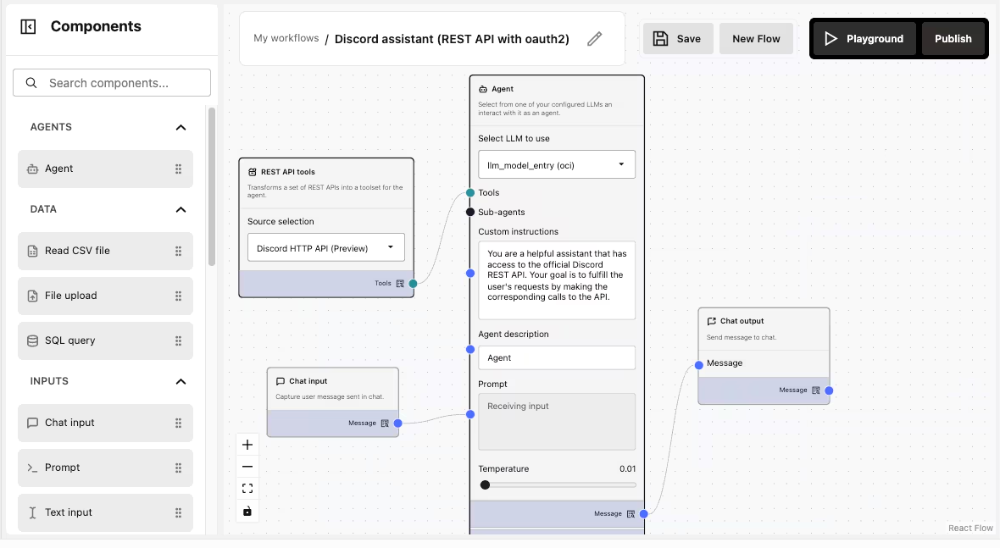 Components
Search components...
AGENTS
Agent
DATA
Read CSV file
File upload
SQL query
INPUTS
Chat input
Prompt
Text input
My workflows / Discord assistant (REST API with oauth2)
Save
New Flow
Playground
Publish
REST API tools
Transforms a set of REST APIs into a toolset for the
agent.
Source selection
Discord HTTP API (Preview)
Tools
Chat input
Capture user message sent in chat.
Message
Agent
Select from one of your configured LLMs an
interact with it as an agent.
Select LLM to use
llm_model_entry (oci)
Tools
Sub-agents
Custom instructions
You are a helpful assistant that has
access to the official Discord
REST API. Your goal is to fulfill the
user's requests by making the
corresponding calls to the API.
Agent description
Agent
Prompt
Receiving input
Temperature 0.01
Message
Chat output
Send message to chat.
Message
Message
React Flow